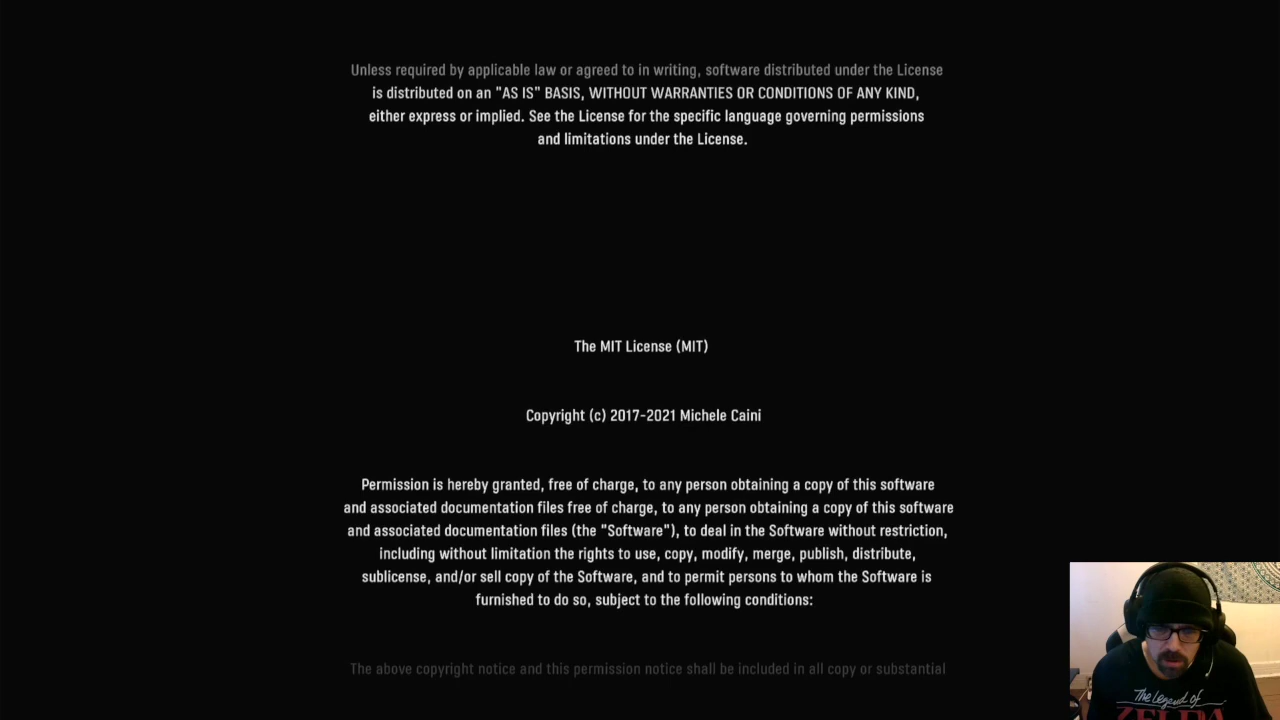 Unless required by applicable law or agreed to in writing, software distributed under the License
is distributed on an "AS IS" BASIS, WITHOUT WARRANTIES OR CONDITIONS OF ANY KIND,
either express or implied. See the License for the specific language governing permissions
and limitations under the License.
The MIT License (MIT)
Copyright (c) 2017-2021 Michele Caini
Permission is hereby granted, free of charge, to any person obtaining a copy of this software
and associated documentation files free of charge, to any person obtaining a copy of this software
and associated documentation files (the "Software"), to deal in the Software without restriction,
including without limitation the rights to use, copy, modify, merge, publish, distribute,
sublicense, and/or sell copy of the Software, and to permit persons to whom the Software is
furnished to do so, subject to the following conditions:
The above copyright notice and this permission notice shall be included in all copy or substantial
The Legend of
ZELDA